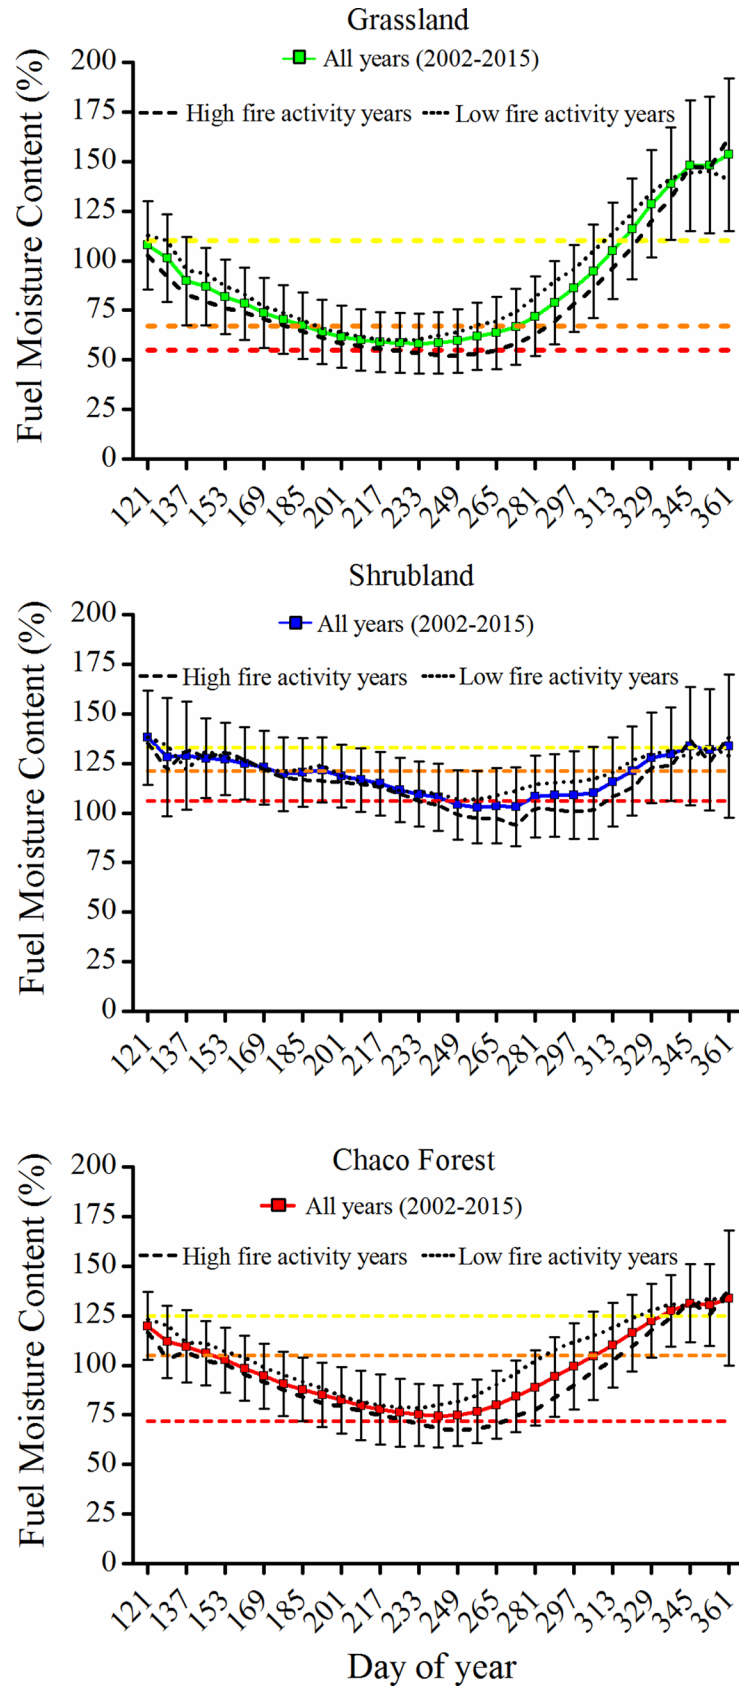 Grassland
All years (2002-2015)
High fire activity years
Low fire activity years
Fuel Moisture Content (%)
200
175
150
125
100
75
50
25
0
121 137 153 169 185 201 217 233 249 265 281 297 313 329 345 361
Shrubland
All years (2002-2015)
High fire activity years
Low fire activity years
Fuel Moisture Content (%)
200
175
150
125
100
75
50
25
0
121 137 153 169 185 201 217 233 249 265 281 297 313 329 345 361
Chaco Forest
All years (2002-2015)
High fire activity years
Low fire activity years
Fuel Moisture Content (%)
200
175
150
125
100
75
50
25
0
121 137 153 169 185 201 217 233 249 265 281 297 313 329 345 361
Day of year